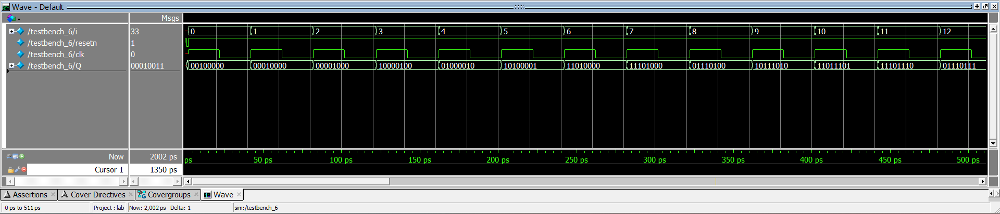 Wave - Default
Msgs
/testbench_6/i 33 0 1 2 3 4 5 6 7 8 9 10 11 12
/testbench_6/resetn 1
/testbench_6/clk 0
/testbench_6/Q 00010011 00100000 00010000 00001000 10000100 01000010 10100001 11010000 11101000 01110100 10111010 11011101 11101110 01110111
Now 2002 ps ps 50 ps 100 ps 150 ps 200 ps 250 ps 300 ps 350 ps 400 ps 450 ps 500 ps
Cursor 1 1350 ps
Assertions Cover Directives Covergroups Wave
0 ps to 511 ps Project : lab Now: 2,002 ps Delta: 1 sim:/testbench_6